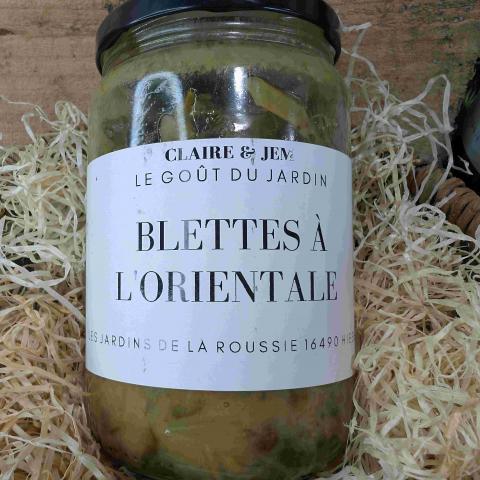 CLAIRE & JEM
LE GOÛT DU JARDIN
BLETTES À
L'ORIENTALE
LES JARDINS DE LA ROUSSIE 16490